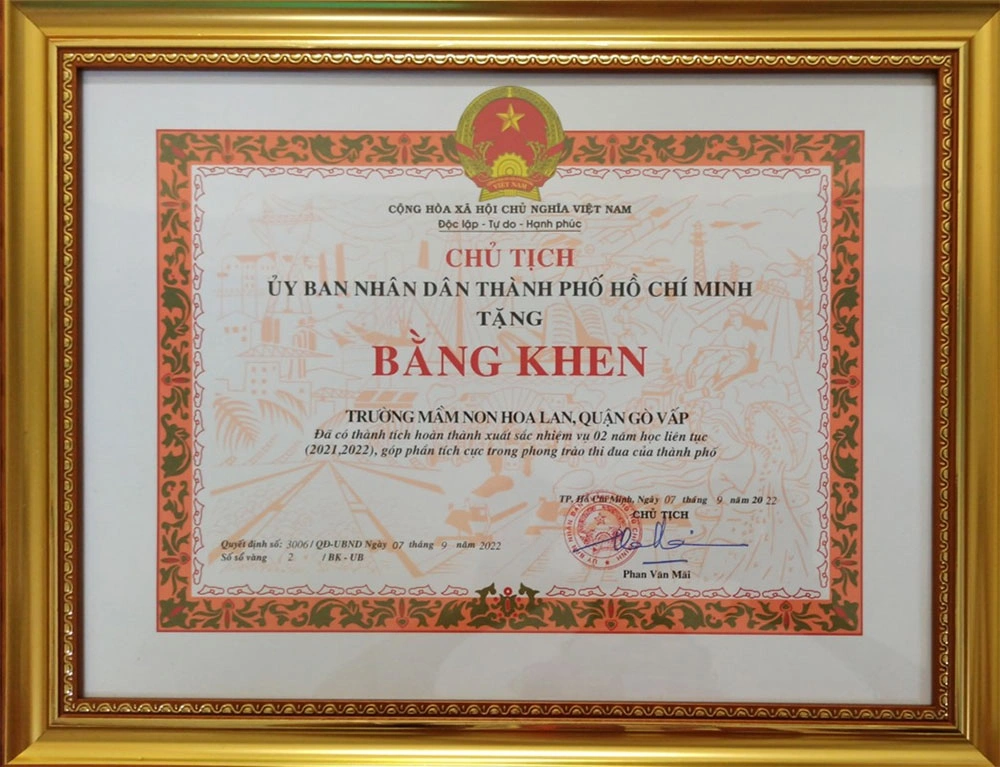 VIỆT NAM
CỘNG HÒA XÃ HỘI CHỦ NGHĨA VIỆT NAM
Độc lập - Tự do - Hạnh phúc
CHỦ TỊCH
ỦY BAN NHÂN DÂN THÀNH PHỐ HỒ CHÍ MINH
TẶNG
BẰNG KHEN
TRƯỜNG MẦM NON HOA LAN, QUẬN GÒ VẤP
Đã có thành tích hoàn thành xuất sắc nhiệm vụ 02 năm học liên tục
(2021,2022), góp phần tích cực trong phong trào thi đua của thành phố
TP. Hồ Chí Minh, Ngày 07 tháng 9 năm 2022
CHỦ TỊCH
Quyết định số: 3006/ QĐ-UBND Ngày 07 tháng 9 năm 2022
Số sổ vàng 2 / BK - UB
Phan Văn Mãi